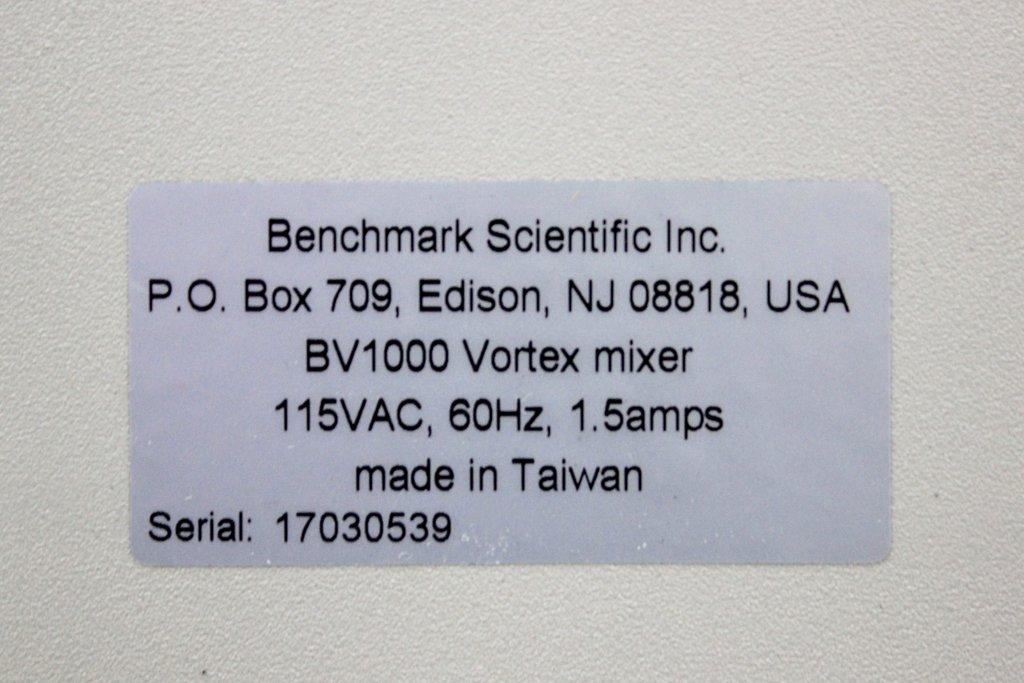 Benchmark Scientific Inc.
P.O. Box 709, Edison, NJ 08818, USA
BV1000 Vortex mixer
115VAC, 60Hz, 1.5amps
made in Taiwan
Serial: 17030539